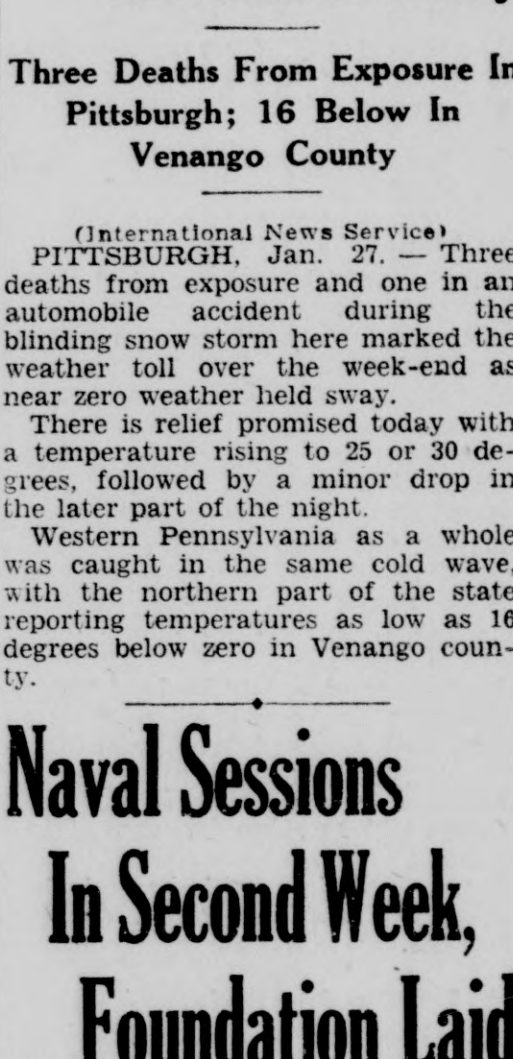 Three Deaths From Exposure In
Pittsburgh; 16 Below In
Venango County
(International News Service)
PITTSBURGH, Jan. 27. — Three
deaths from exposure and one in an
automobile accident during the
blinding snow storm here marked the
weather toll over the week-end as
near zero weather held sway.
There is relief promised today with
a temperature rising to 25 or 30 de-
grees, followed by a minor drop in
the later part of the night.
Western Pennsylvania as a whole
was caught in the same cold wave,
with the northern part of the state
reporting temperatures as low as 16
degrees below zero in Venango coun-
ty.
Naval Sessions
In Second Week,
Foundation Laid